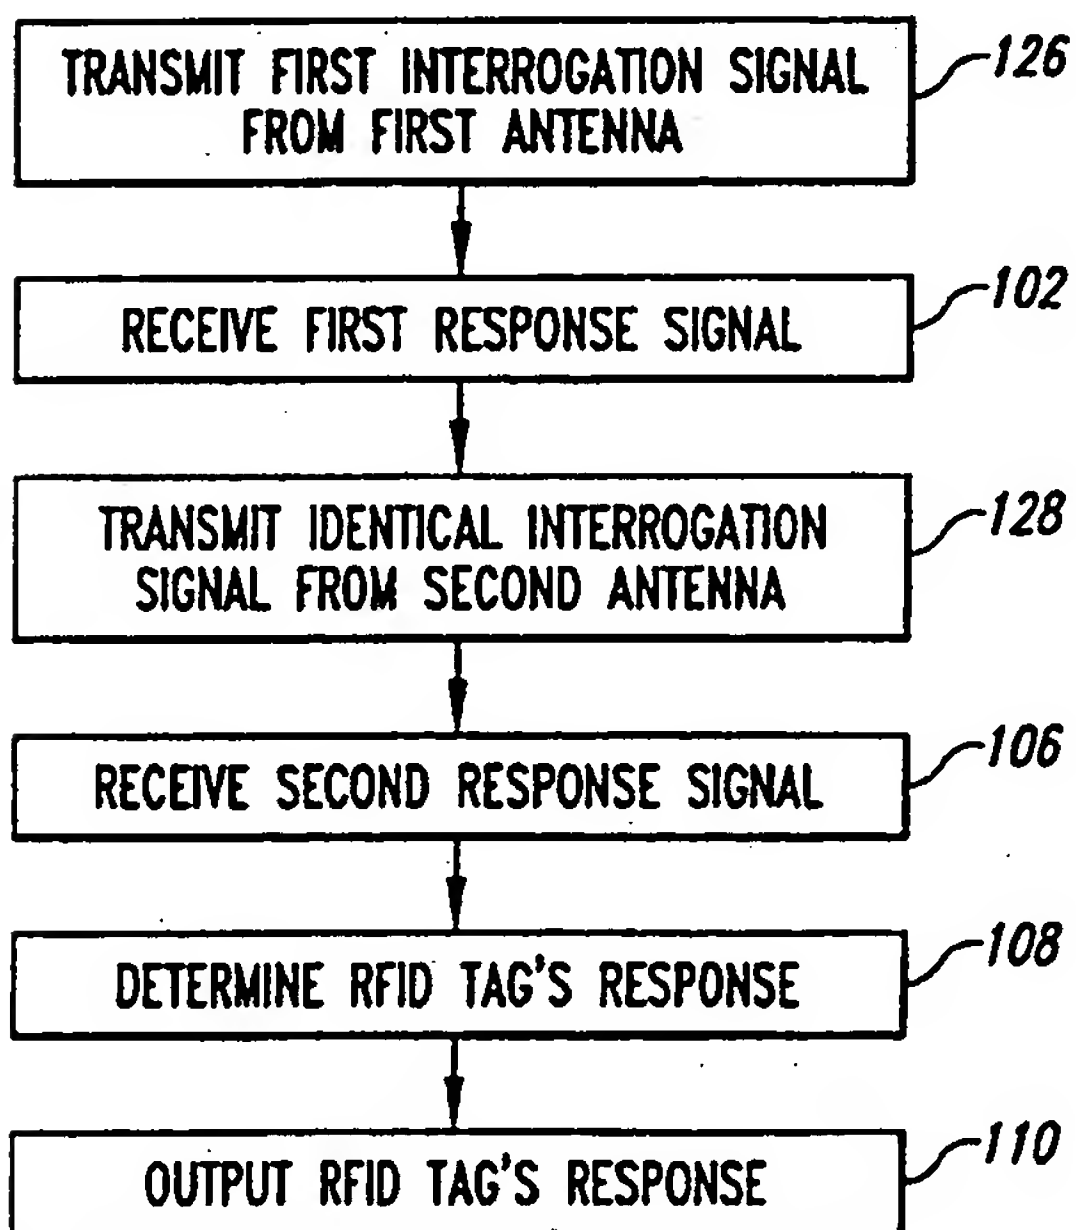 TRANSMIT FIRST INTERROGATION SIGNAL
FROM FIRST ANTENNA
126
RECEIVE FIRST RESPONSE SIGNAL
102
TRANSMIT IDENTICAL INTERROGATION
SIGNAL FROM SECOND ANTENNA
128
RECEIVE SECOND RESPONSE SIGNAL
106
DETERMINE RFID TAG'S RESPONSE
108
OUTPUT RFID TAG'S RESPONSE
110